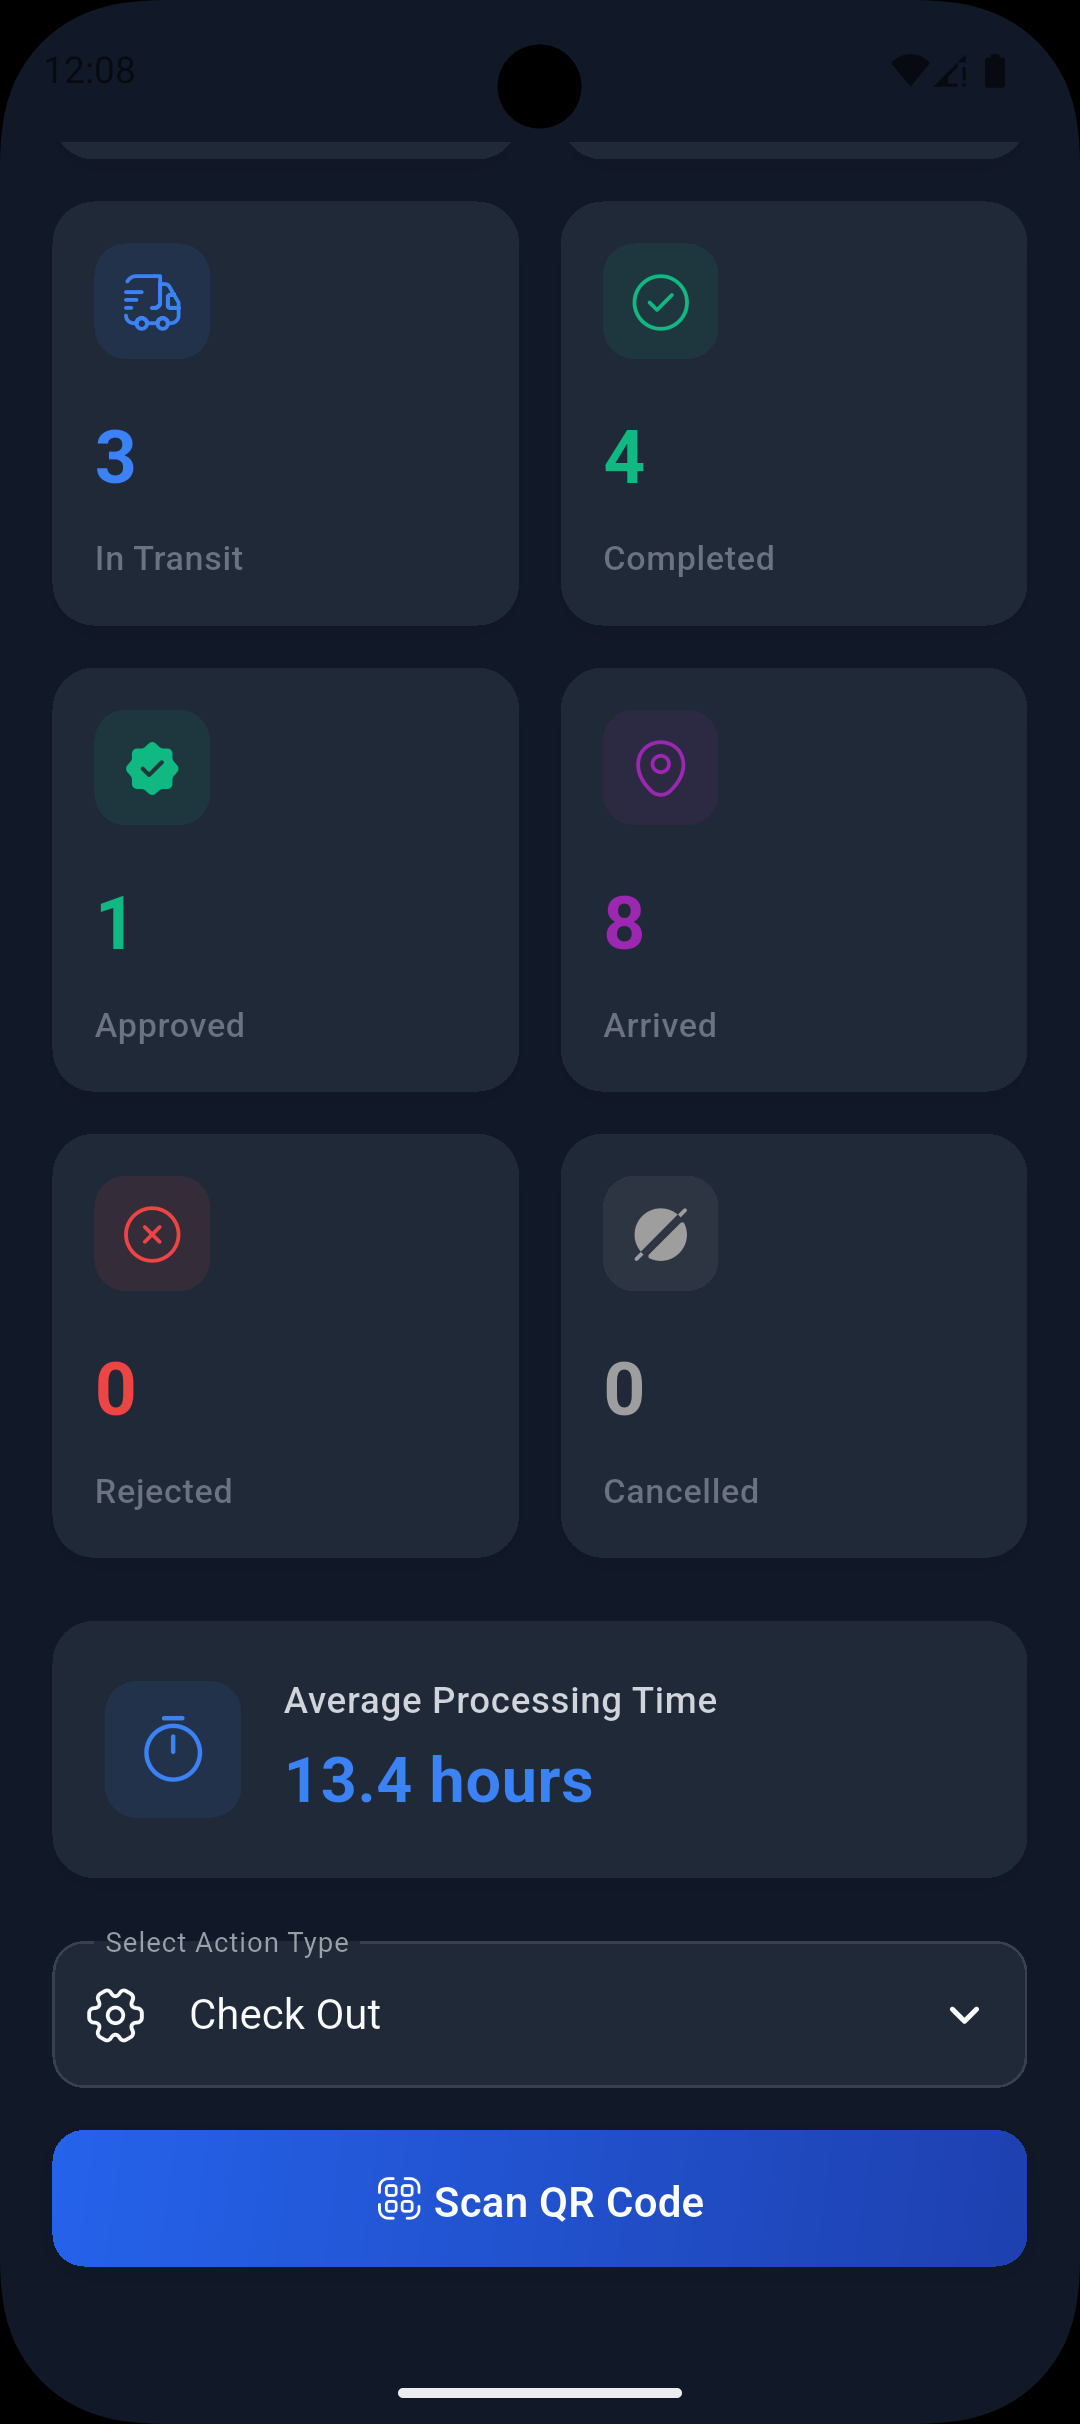 12:08
3
4
In Transit
Completed
1
8
Approved
Arrived
0
0
Rejected
Cancelled
Average Processing Time
13.4 hours
Select Action Type
Check Out
Scan QR Code